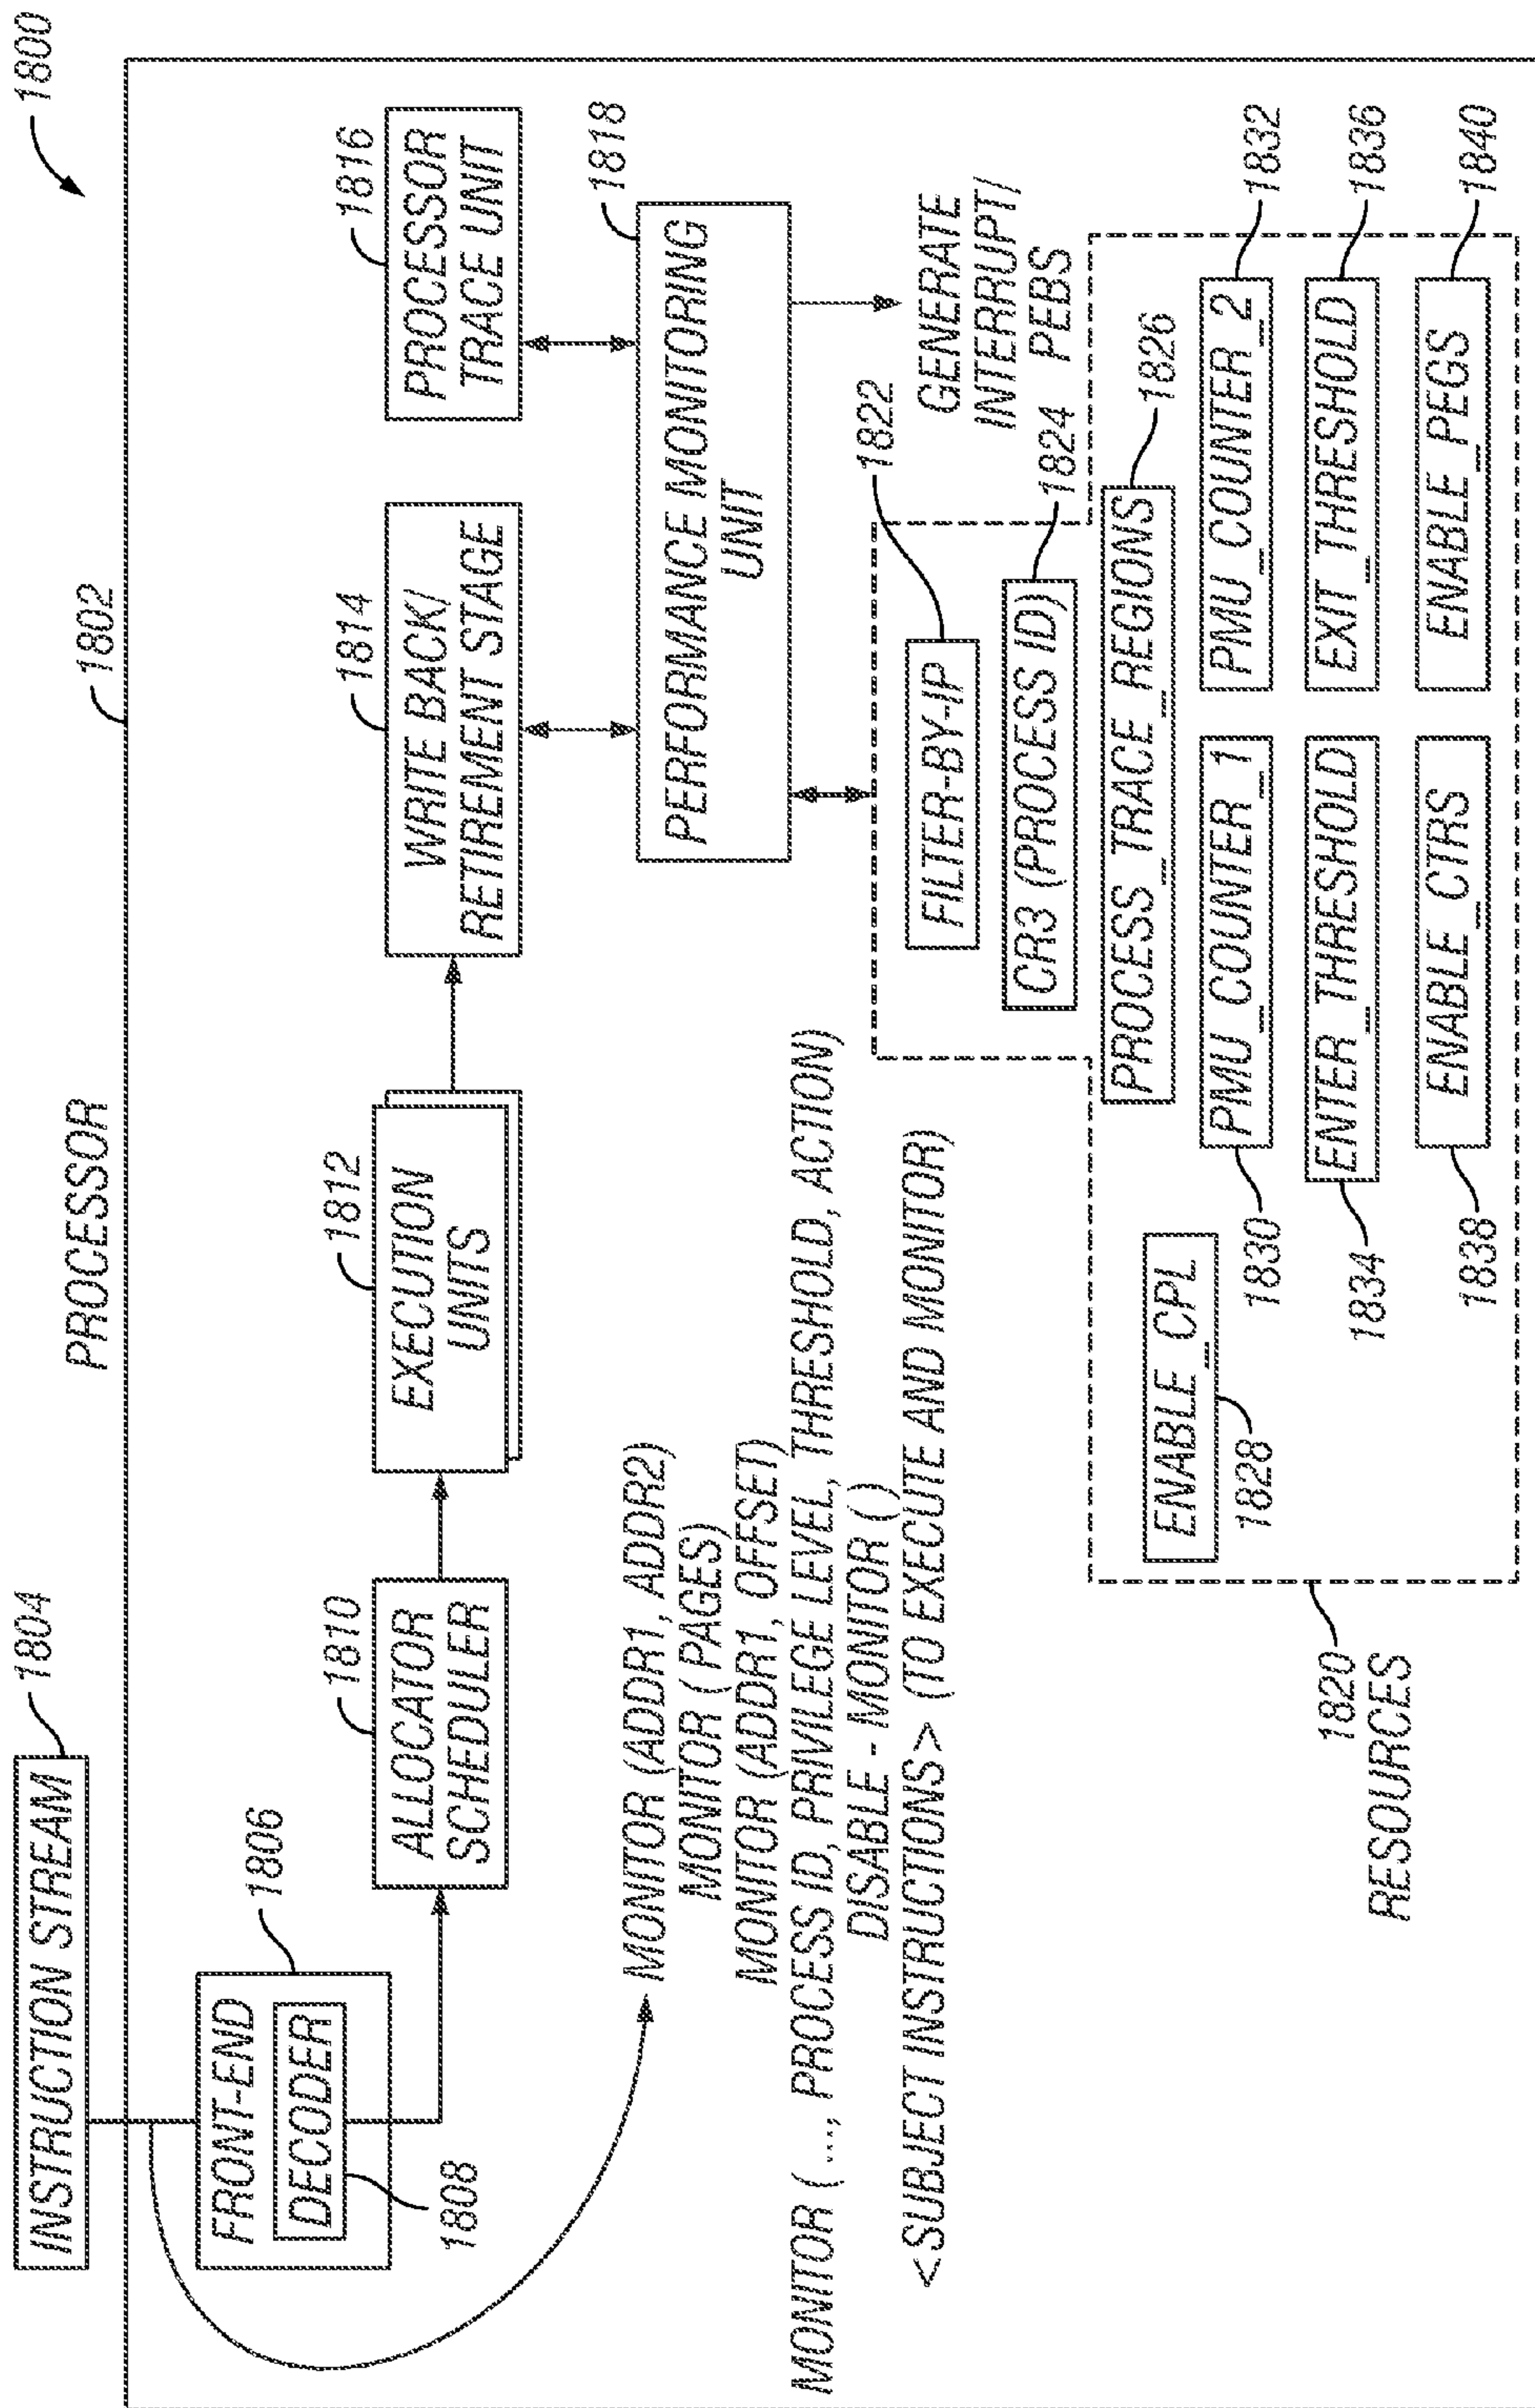 1800
PROCESSOR
1802
INSTRUCTION STREAM
1804
FRONT-END
1806
DECODER
1808
ALLOCATOR
SCHEDULER
1810
EXECUTION
UNITS
1812
WRITE BACK/
RETIREMENT STAGE
1814
PROCESSOR
TRACE UNIT
1816
PERFORMANCE MONITORING
UNIT
1818
GENERATE
INTERRUPT/
PEBS
MONITOR (ADDR1, ADDR2)
MONITOR (PAGES)
MONITOR (ADDR1, OFFSET)
MONITOR (..., PROCESS ID, PRIVILEGE LEVEL, THRESHOLD, ACTION)
DISABLE - MONITOR ( )
<SUBJECT INSTRUCTIONS> (TO EXECUTE AND MONITOR)
FILTER-BY-IP
1822
CR3 (PROCESS ID)
1824
PROCESS_TRACE_REGIONS
1826
ENABLE_CPL
1828
PMU_COUNTER_1
1830
PMU_COUNTER_2
1832
ENTER_THRESHOLD
1834
EXIT_THRESHOLD
1836
ENABLE_CTRS
1838
ENABLE_PEGS
1840
1820
RESOURCES